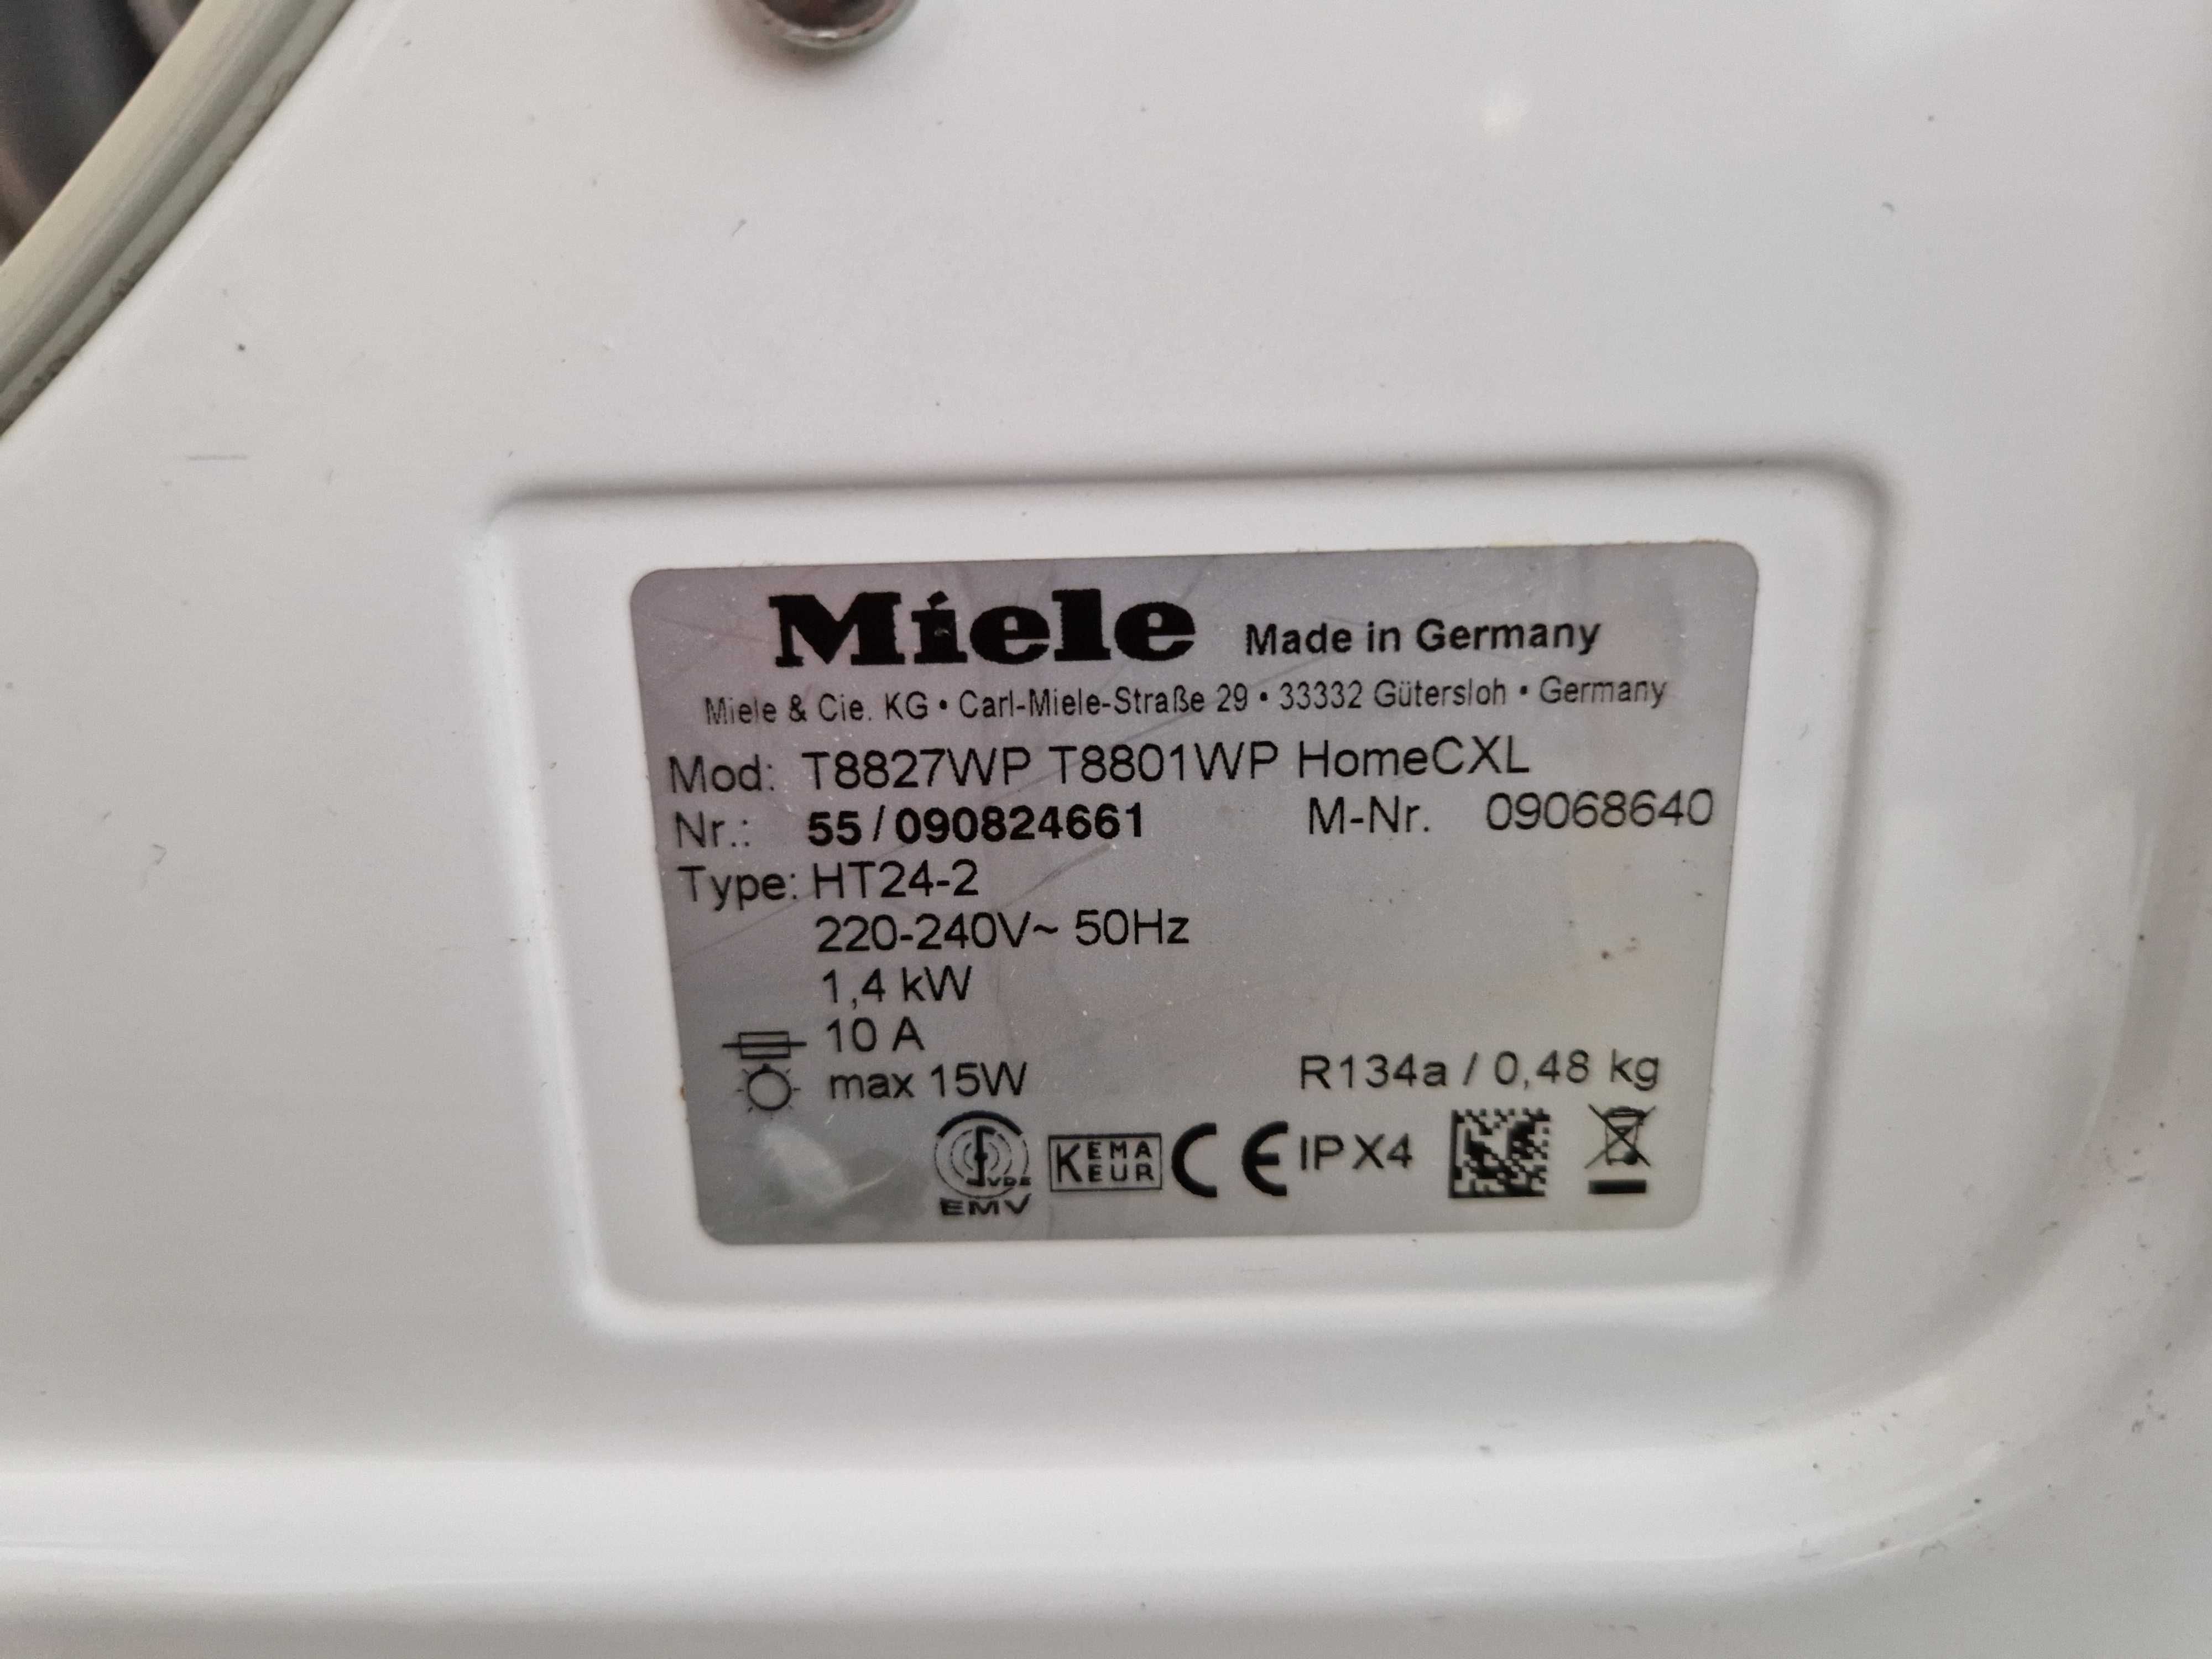 Miele Made in Germany
Miele & Cie. KG • Carl-Miele-Straße 29 • 33332 Gütersloh • Germany
Mod: T8827WP T8801WP HomeCXL
Nr.: 55/090824661 M-Nr. 09068640
Type: HT24-2
220-240V~ 50Hz
1,4 kW
10 A
max 15W R134a / 0,48 kg
VDE EMV KEMA EUR CE IPX4